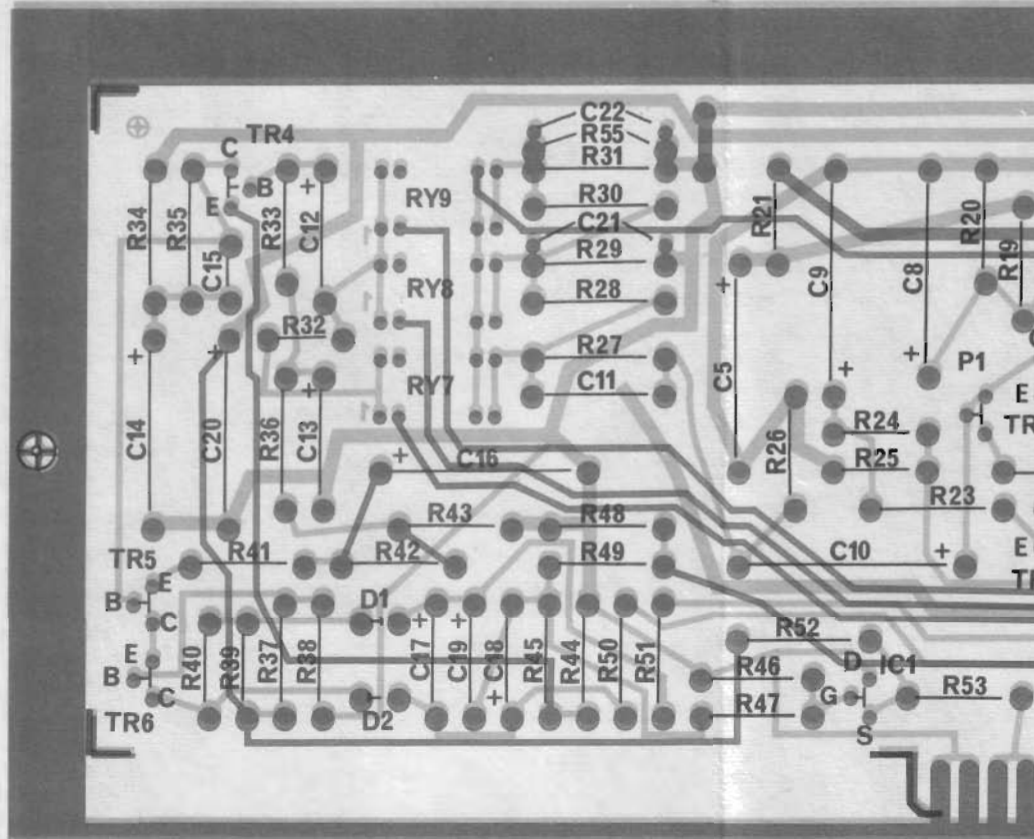 C22
TR4
R55
C
R31
B
+
R30
RY9
E
R34
R35
R33
C12
R21
R20
C21
R29
R19
C15
C9
C8
+
RY8
R28
R32
R27
+
+
P1
+
+
RY7
C11
C5
+
E
TR
R24
C14
C20
R36
C13
R26
+
C16
R25
R23
R43
R48
E
TR5
R41
R42
R49
C10
+
TR
E
B
D1
C
+
+
R52
E
R40
R39
R37
R38
C17
C19
C18
R45
R44
R50
R51
R46
D
IC1
B
C
+
G
R53
TR6
D2
R47
S